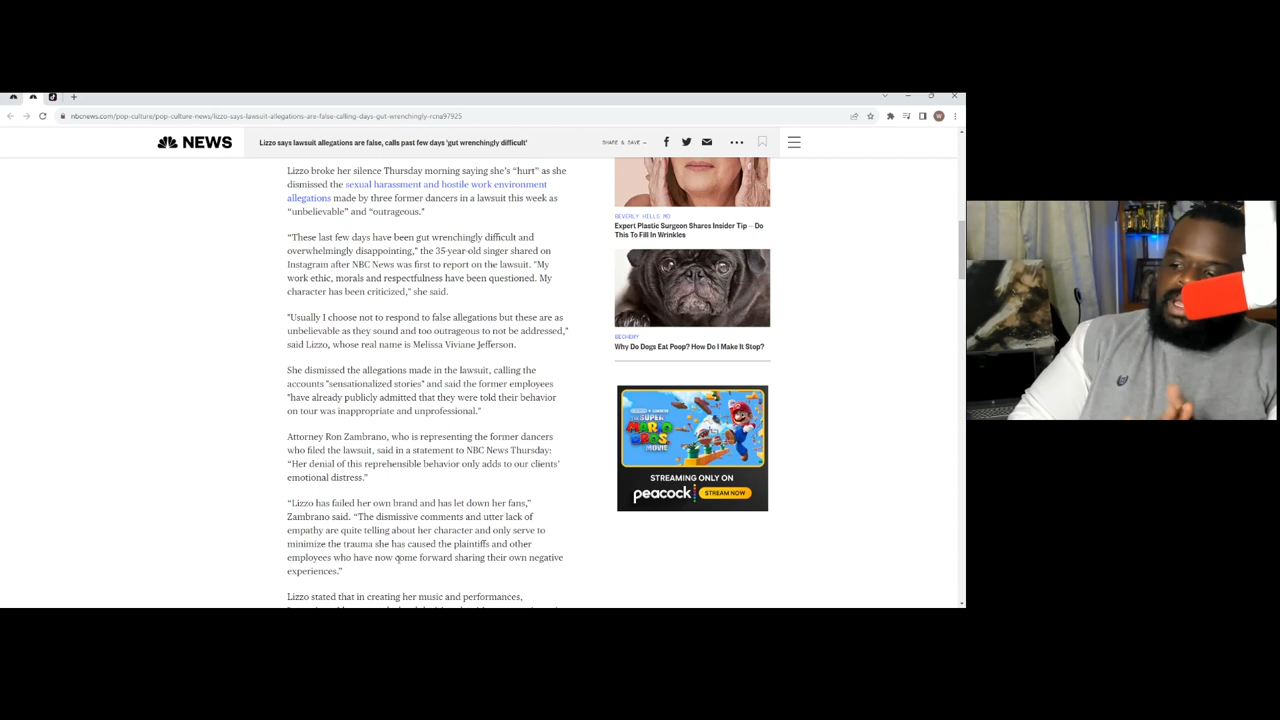 nbcnews.com/pop-culture/pop-culture-news/lizzo-says-lawsuit-allegations-are-false-calling-days-gut-wrenchingly-rcna97925
W
NEWS
Lizzo says lawsuit allegations are false, calls past few days 'gut wrenchingly difficult'
SHARE & SAVE —
Lizzo broke her silence Thursday morning saying she's “hurt” as she
dismissed the sexual harassment and hostile work environment
allegations made by three former dancers in a lawsuit this week as
“unbelievable” and “outrageous."
“These last few days have been gut wrenchingly difficult and
overwhelmingly disappointing," the 35-year-old singer shared on
Instagram after NBC News was first to report on the lawsuit. "My
work ethic, morals and respectfulness have been questioned. My
character has been criticized," she said.
"Usually I choose not to respond to false allegations but these are as
unbelievable as they sound and too outrageous to not be addressed,"
said Lizzo, whose real name is Melissa Viviane Jefferson.
She dismissed the allegations made in the lawsuit, calling the
accounts "sensationalized stories" and said the former employees
"have already publicly admitted that they were told their behavior
on tour was inappropriate and unprofessional."
Attorney Ron Zambrano, who is representing the former dancers
who filed the lawsuit, said in a statement to NBC News Thursday:
“Her denial of this reprehensible behavior only adds to our clients’
emotional distress.”
“Lizzo has failed her own brand and has let down her fans,”
Zambrano said. “The dismissive comments and utter lack of
empathy are quite telling about her character and only serve to
minimize the trauma she has caused the plaintiffs and other
employees who have now come forward sharing their own negative
experiences.”
Lizzo stated that in creating her music and performances,
BEVERLY HILLS MD
Expert Plastic Surgeon Shares Insider Tip – Do
This To Fill In Wrinkles
Why Do Dogs Eat Poop? How Do I Make It Stop?
THE SUPER
MARIO
BROS.
MOVIE
STREAMING ONLY ON
peacock
STREAM NOW